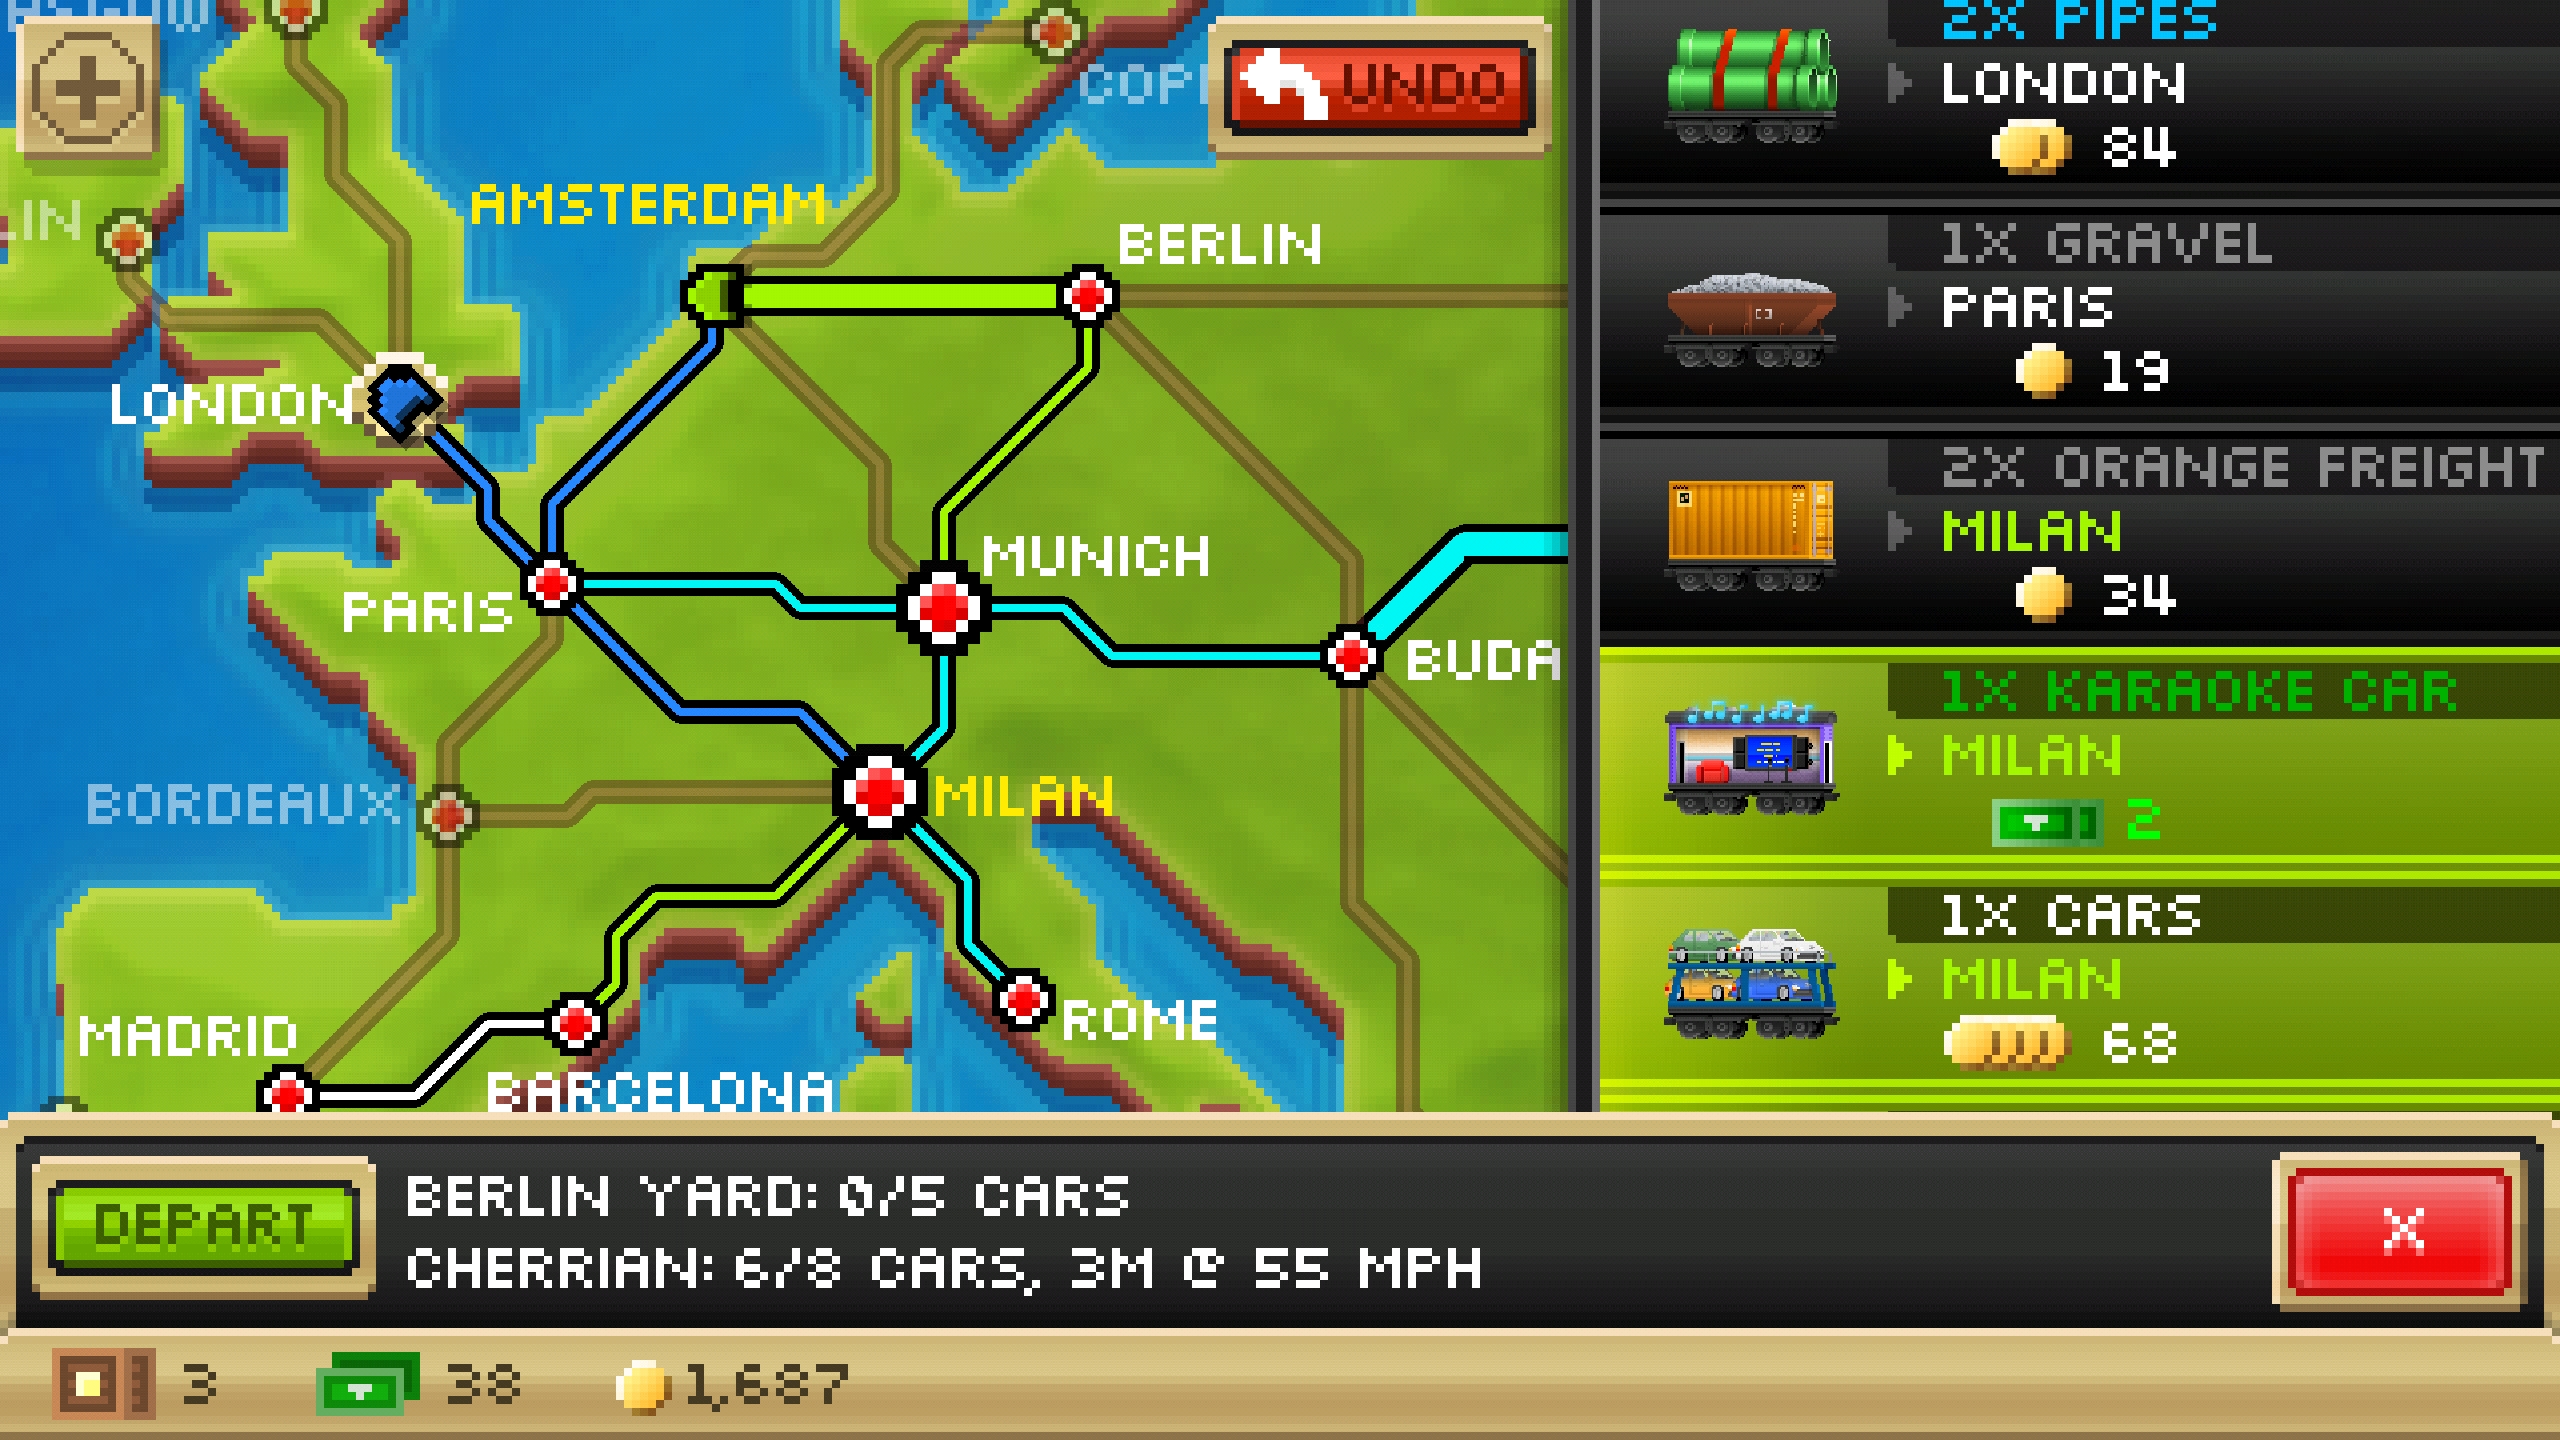 UNDO
AMSTERDAM
BERLIN
LONDON
MUNICH
PARIS
BUDA
BORDEAUX
MILAN
MADRID
ROME
BARCELONA
2X PIPES
LONDON
84
1X GRAVEL
PARIS
19
2X ORANGE FREIGHT
MILAN
34
1X KARAOKE CAR
MILAN
2
1X CARS
MILAN
68
DEPART
BERLIN YARD: 0/5 CARS
CHERRIAN: 6/8 CARS, 3M @ 55 MPH
X
3
38
1,687